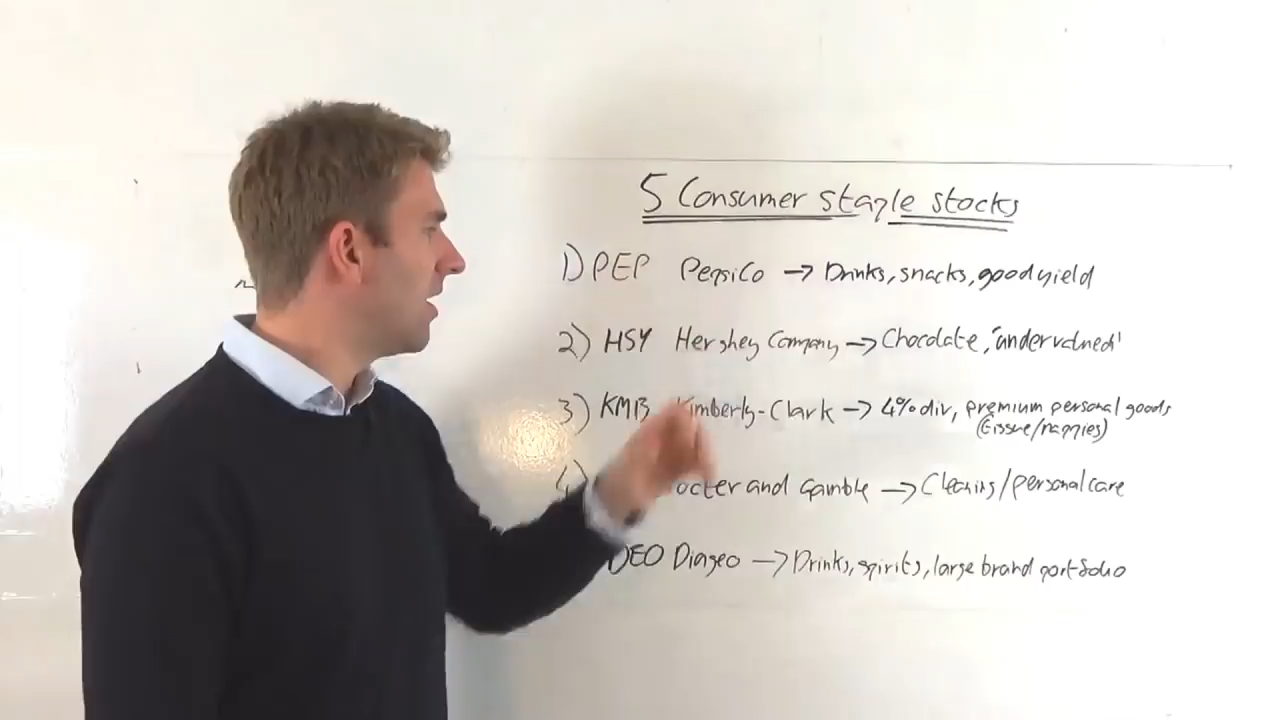 5 Consumer staple stocks
1) PEP PepsiCo → Drinks, snacks, good yield
2) HSY Hershey Company → Chocolate, 'undervalued'
3) KMB Kimberly-Clark → 4% div, premium personal goods
(tissue/nappies)
4) octer and Gamble → Cleaning/personal care
DEO Diageo → Drinks, spirits, large brand portfolio